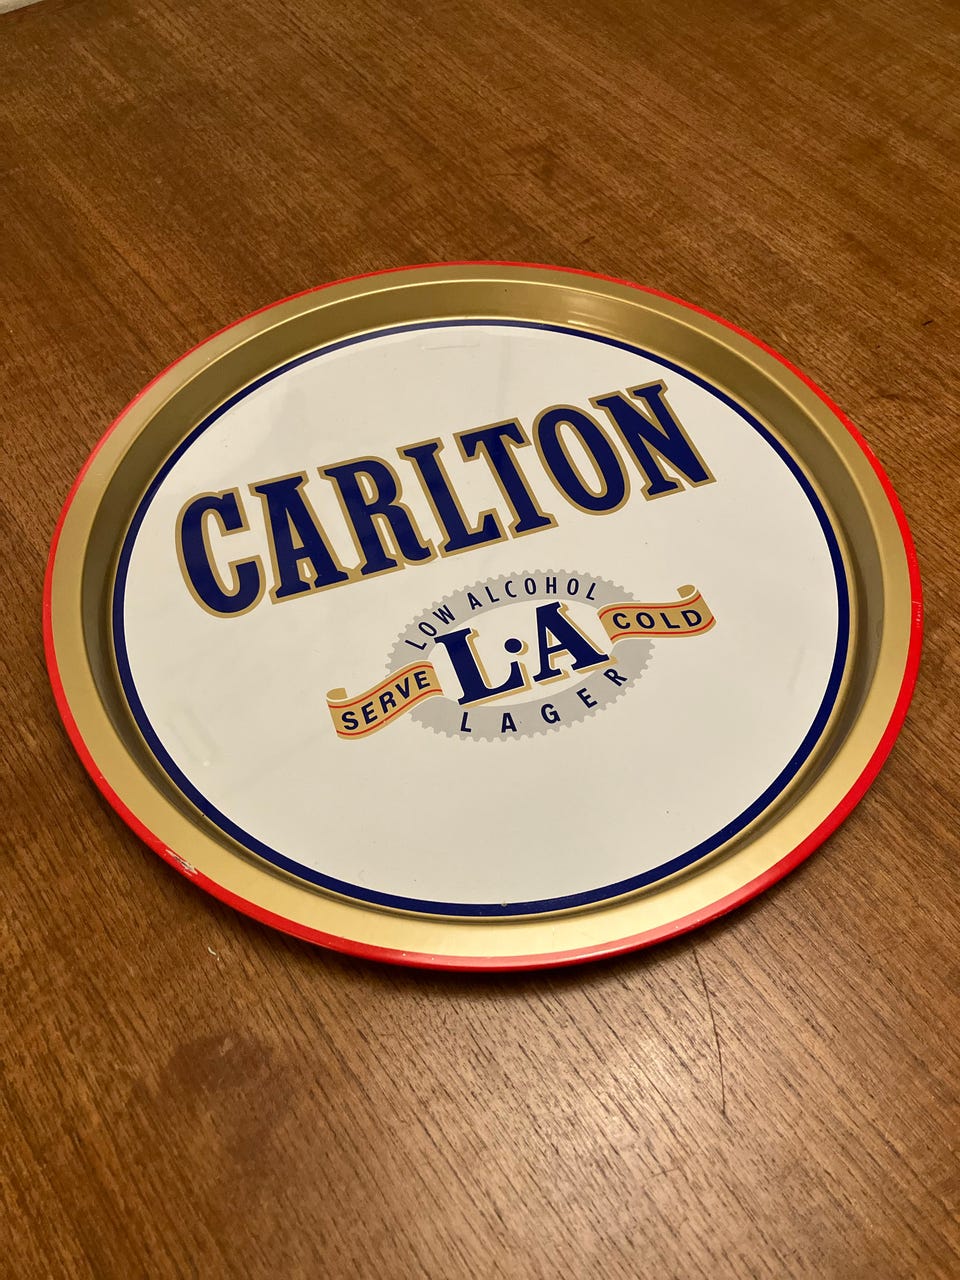 CARLTON
LOW ALCOHOL
L·A
SERVE COLD
LAGER